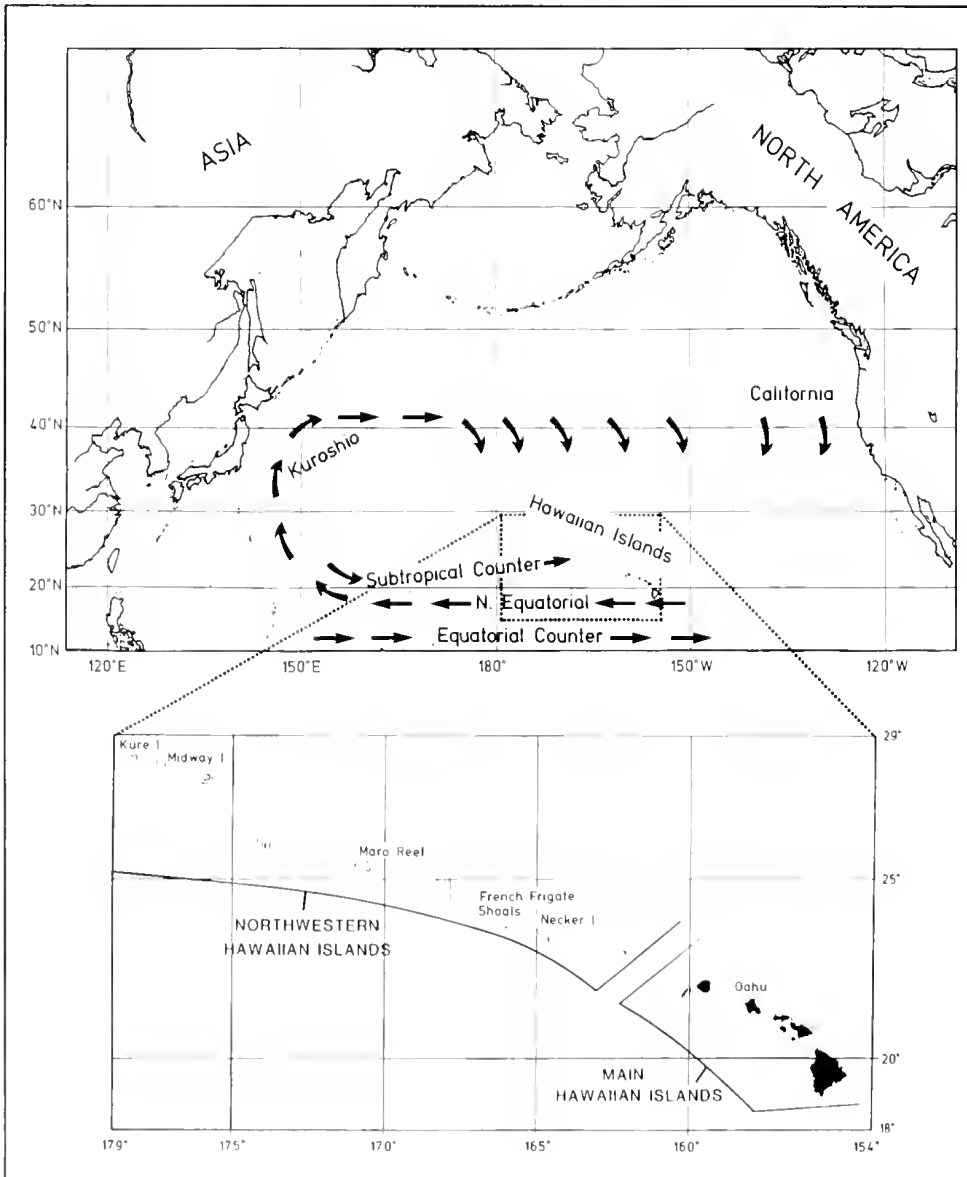 ASIA
NORTH
AMERICA
60°N
50°N
California
40°N
Kuroshio
30°N
Hawaiian Islands
Subtropical Counter
20°N
N. Equatorial
Equatorial Counter
10°N
120°E
150°E
180°
150°W
120°W
29°
Kure I
Midway I
Maro Reef
25°
French Frigate
Shoals
Necker I
NORTHWESTERN
HAWAIIAN ISLANDS
Oahu
20°
MAIN
HAWAIIAN ISLANDS
18°
179°
175°
170°
165°
160°
154°